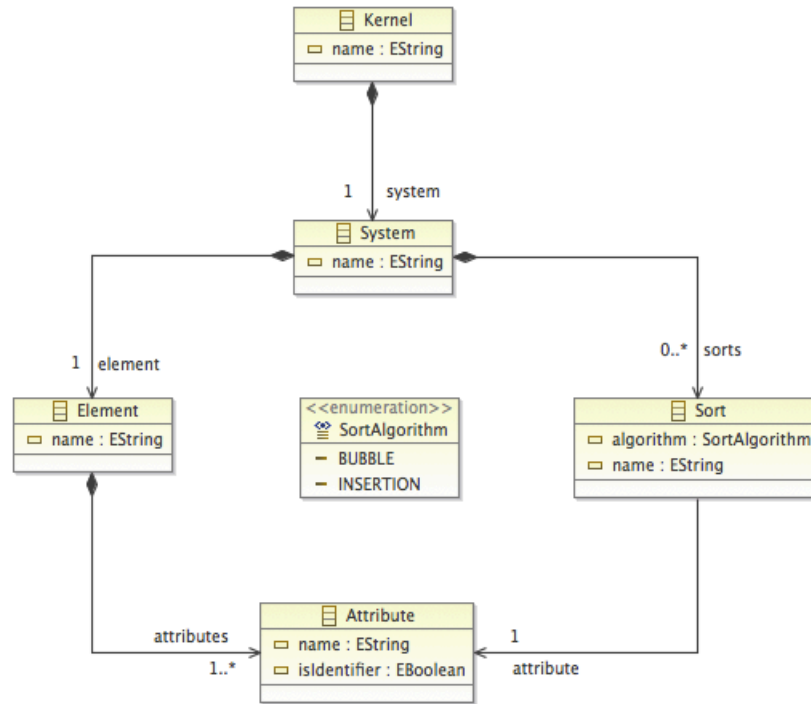 Kernel
name : EString
1 system
System
name : EString
1 element
0..* sorts
Element
name : EString
<<enumeration>>
SortAlgorithm
BUBBLE
INSERTION
Sort
algorithm : SortAlgorithm
name : EString
attributes
1..*
Attribute
name : EString
isIdentifier : EBoolean
1
attribute